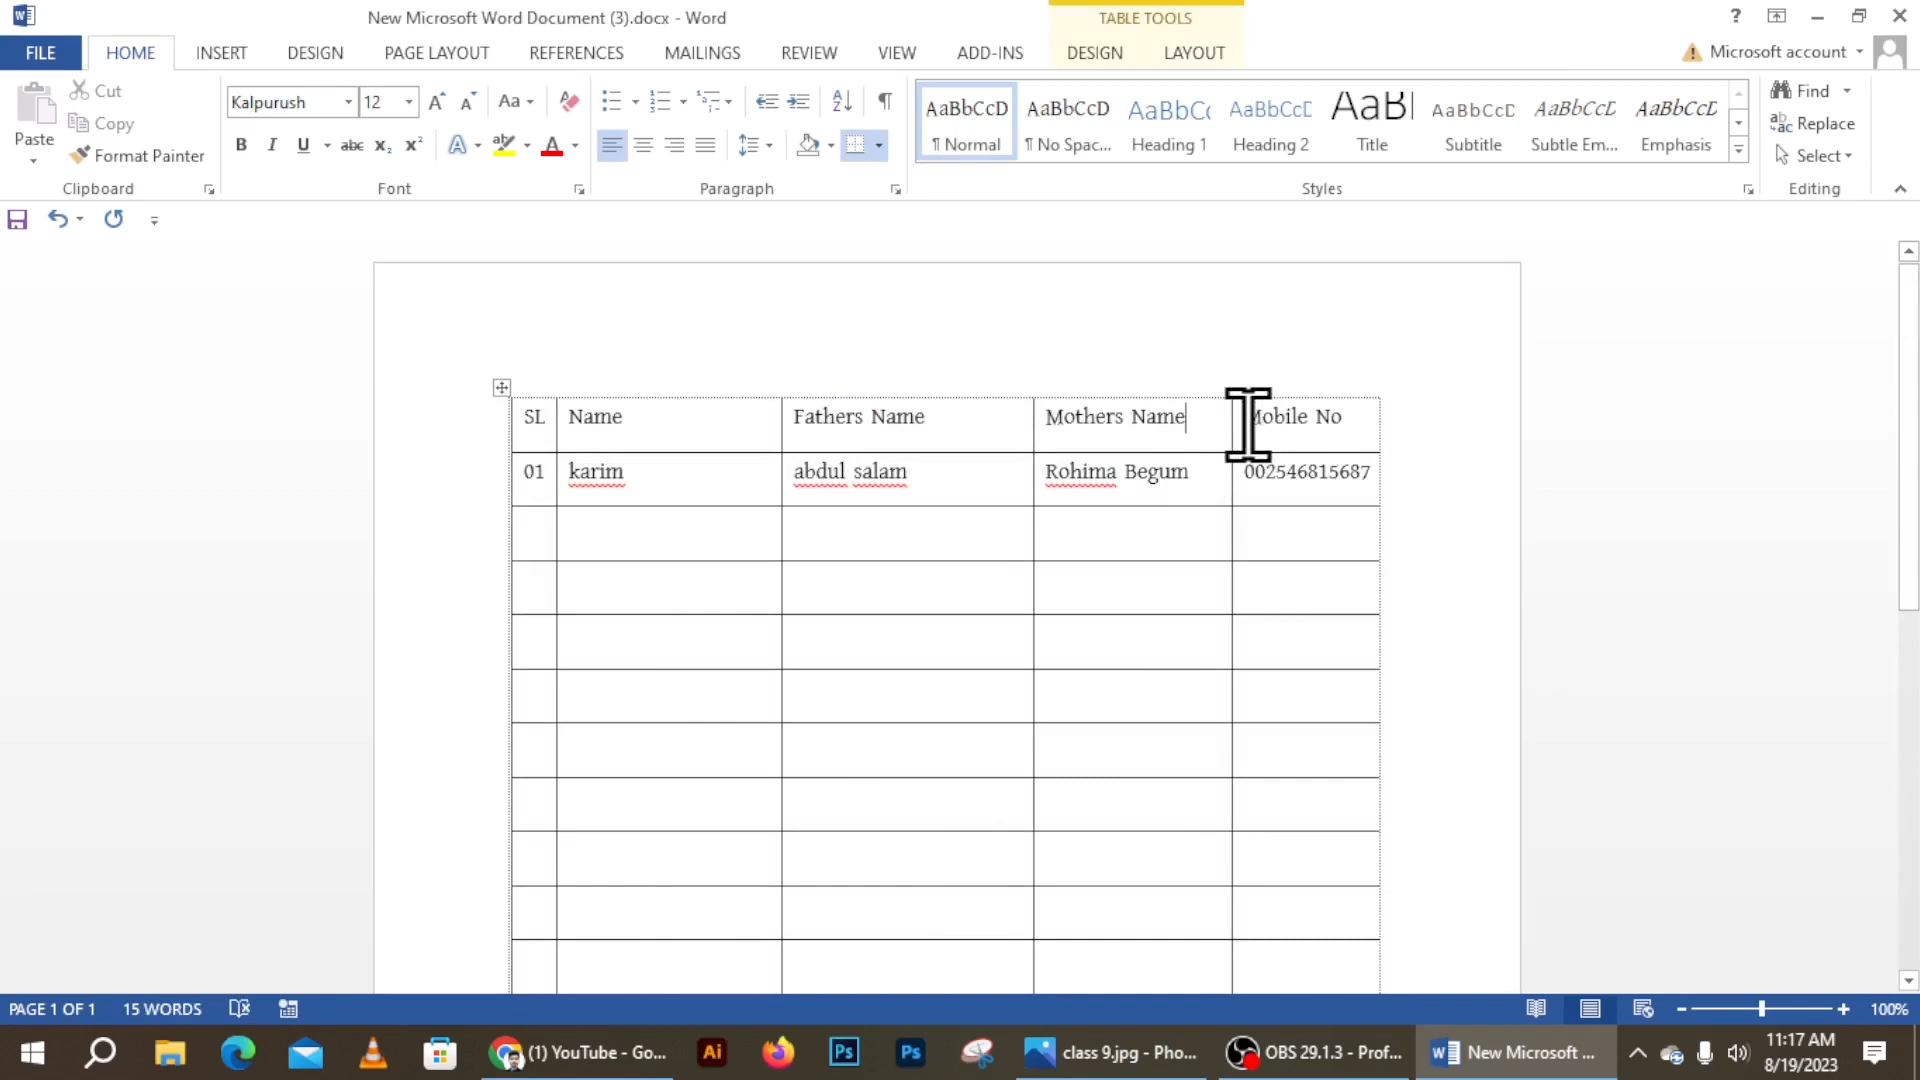 New Microsoft Word Document (3).docx - Word
TABLE TOOLS
?
FILE HOME INSERT DESIGN PAGE LAYOUT REFERENCES MAILINGS REVIEW VIEW ADD-INS DESIGN LAYOUT Microsoft account
Paste
Cut
Copy
Format Painter
Clipboard
Kalpurush 12
Font
Paragraph
AaBbCcD AaBbCcD AaBbC AaBbCcD AaB AaBbCcD AaBbCcD AaBbCcD
¶ Normal ¶ No Spac... Heading 1 Heading 2 Title Subtitle Subtle Em... Emphasis
Styles
Find
Replace
Select
Editing
SL Name Fathers Name Mothers Name Mobile No
01 karim abdul salam Rohima Begum 002546815687
PAGE 1 OF 1 15 WORDS 100%
(1) YouTube - Go... Ai Ps Ps class 9.jpg - Pho... OBS 29.1.3 - Prof... New Microsoft ...
11:17 AM
8/19/2023